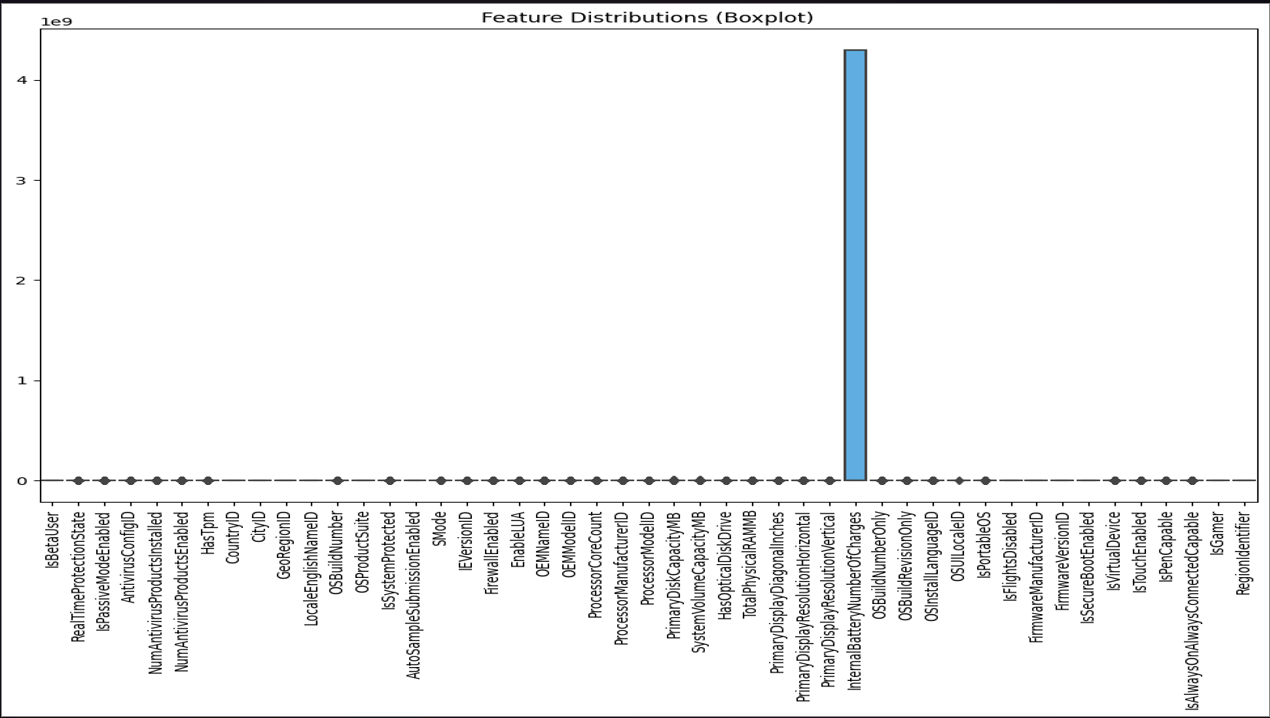 Feature Distributions (Boxplot)
1e9
4
3
2
1
0
IsBetaUser
RealTimeProtectionState
IsPassiveModeEnabled
AntivirusConfigID
NumAntivirusProductsInstalled
NumAntivirusProductsEnabled
HasTpm
CountryID
CityID
GeoRegionID
LocaleEnglishNameID
OSBuildNumber
OSProductSuite
IsSystemProtected
AutoSampleSubmissionEnabled
SMode
IEVersionID
FirewallEnabled
EnableLUA
OEMNameID
OEMModelID
ProcessorCoreCount
ProcessorManufacturerID
ProcessorModelID
PrimaryDiskCapacityMB
SystemVolumeCapacityMB
HasOpticalDiskDrive
TotalPhysicalRAMMB
PrimaryDisplayDiagonalInches
PrimaryDisplayResolutionHorizontal
PrimaryDisplayResolutionVertical
InternalBatteryNumberOfCharges
OSBuildNumberOnly
OSBuildRevisionOnly
OSInstallLanguageID
OSUILocaleID
IsPortableOS
IsFlightsDisabled
FirmwareManufacturerID
FirmwareVersionID
IsSecureBootEnabled
IsVirtualDevice
IsTouchEnabled
IsPenCapable
IsAlwaysOnAlwaysConnectedCapable
IsGamer
RegionIdentifier